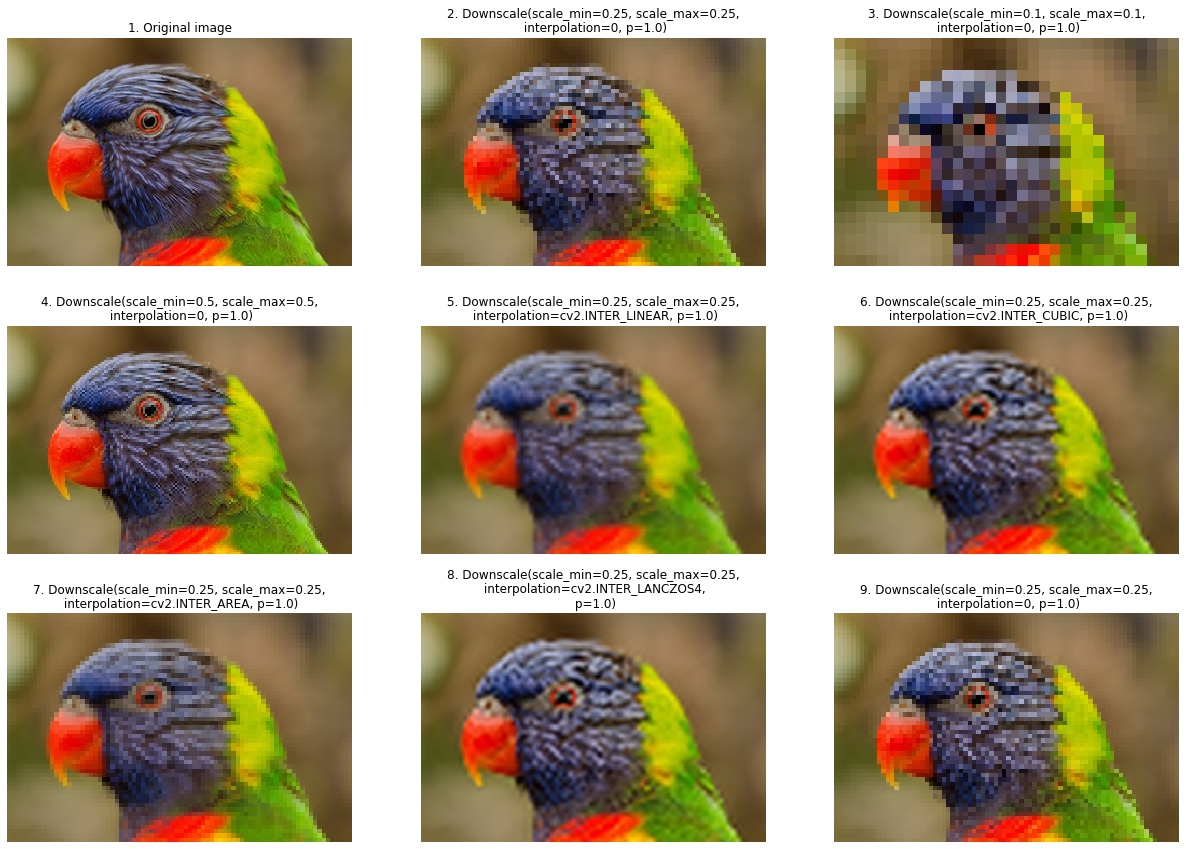 1. Original image
2. Downscale(scale_min=0.25, scale_max=0.25,
interpolation=0, p=1.0)
3. Downscale(scale_min=0.1, scale_max=0.1,
interpolation=0, p=1.0)
4. Downscale(scale_min=0.5, scale_max=0.5,
interpolation=0, p=1.0)
5. Downscale(scale_min=0.25, scale_max=0.25,
interpolation=cv2.INTER_LINEAR, p=1.0)
6. Downscale(scale_min=0.25, scale_max=0.25,
interpolation=cv2.INTER_CUBIC, p=1.0)
7. Downscale(scale_min=0.25, scale_max=0.25,
interpolation=cv2.INTER_AREA, p=1.0)
8. Downscale(scale_min=0.25, scale_max=0.25,
interpolation=cv2.INTER_LANCZOS4,
p=1.0)
9. Downscale(scale_min=0.25, scale_max=0.25,
interpolation=0, p=1.0)